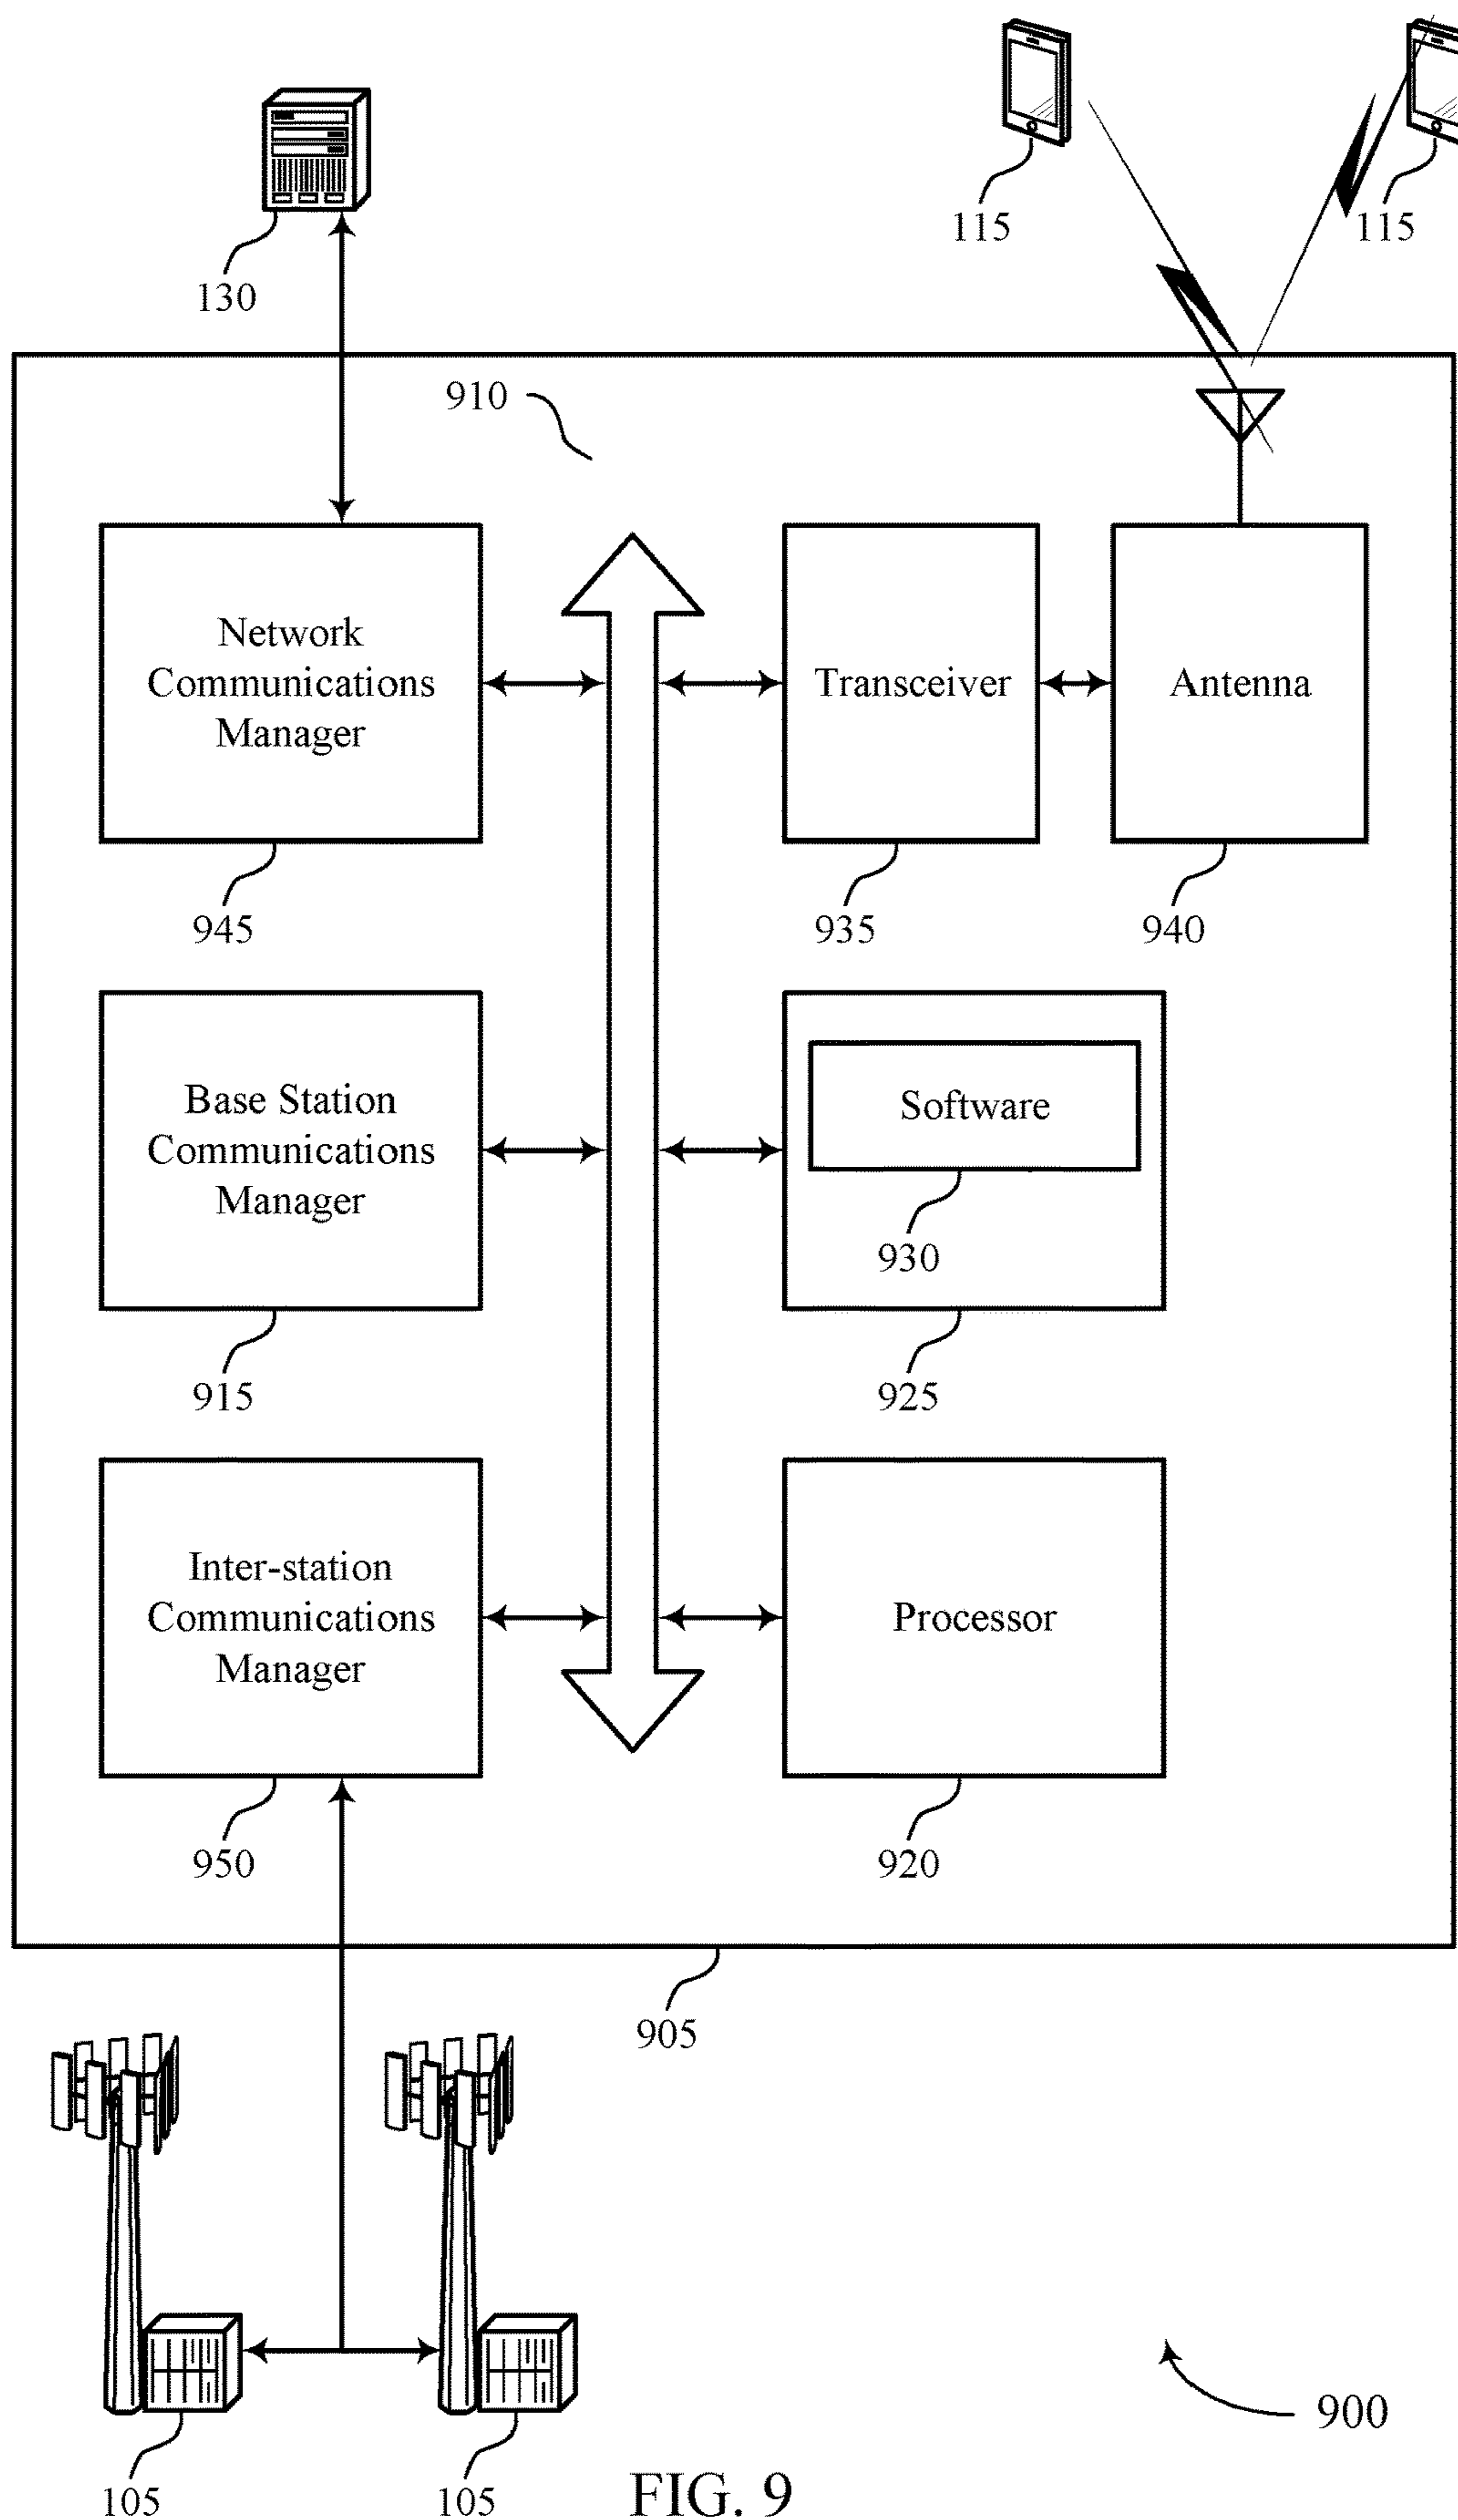 115
115
130
910
Network
Communications
Manager
Transceiver
Antenna
945
935
940
Base Station
Communications
Manager
Software
930
915
925
Inter-station
Communications
Manager
Processor
950
920
905
900
105
105
FIG. 9